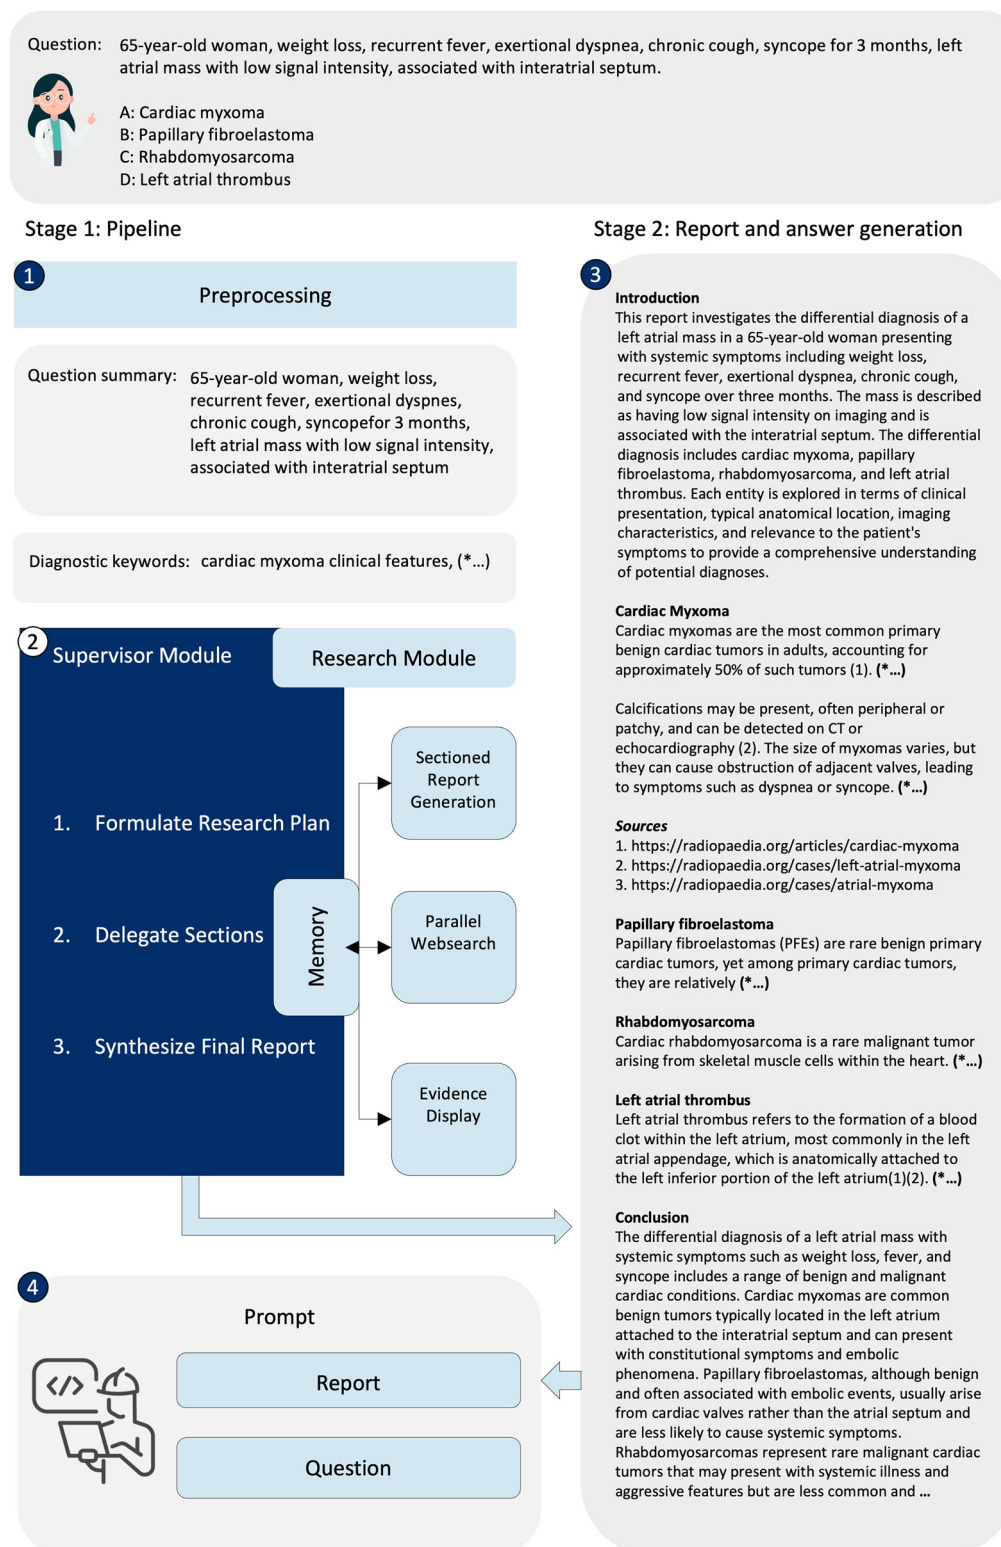 Question: 65-year-old woman, weight loss, recurrent fever, exertional dyspnea, chronic cough, syncope for 3 months, left
atrial mass with low signal intensity, associated with interatrial septum.
A: Cardiac myxoma
B: Papillary fibroelastoma
C: Rhabdomyosarcoma
D: Left atrial thrombus
Stage 1: Pipeline
1
Preprocessing
Question summary: 65-year-old woman, weight loss,
recurrent fever, exertional dyspnes,
chronic cough, syncopefor 3 months,
left atrial mass with low signal intensity,
associated with interatrial septum
Diagnostic keywords: cardiac myxoma clinical features, (*...)
2
Supervisor Module
Research Module
1. Formulate Research Plan
2. Delegate Sections
3. Synthesize Final Report
Memory
Sectioned
Report
Generation
Parallel
Websearch
Evidence
Display
Stage 2: Report and answer generation
3
Introduction
This report investigates the differential diagnosis of a
left atrial mass in a 65-year-old woman presenting
with systemic symptoms including weight loss,
recurrent fever, exertional dyspnea, chronic cough,
and syncope over three months. The mass is described
as having low signal intensity on imaging and is
associated with the interatrial septum. The differential
diagnosis includes cardiac myxoma, papillary
fibroelastoma, rhabdomyosarcoma, and left atrial
thrombus. Each entity is explored in terms of clinical
presentation, typical anatomical location, imaging
characteristics, and relevance to the patient's
symptoms to provide a comprehensive understanding
of potential diagnoses.
Cardiac Myxoma
Cardiac myxomas are the most common primary
benign cardiac tumors in adults, accounting for
approximately 50% of such tumors (1). (*...)
Calcifications may be present, often peripheral or
patchy, and can be detected on CT or
echocardiography (2). The size of myxomas varies, but
they can cause obstruction of adjacent valves, leading
to symptoms such as dyspnea or syncope. (*...)
Sources
1. https://radiopaedia.org/articles/cardiac-myxoma
2. https://radiopaedia.org/cases/left-atrial-myxoma
3. https://radiopaedia.org/cases/atrial-myxoma
Papillary fibroelastoma
Papillary fibroelastomas (PFEs) are rare benign primary
cardiac tumors, yet among primary cardiac tumors,
they are relatively (*...)
Rhabdomyosarcoma
Cardiac rhabdomyosarcoma is a rare malignant tumor
arising from skeletal muscle cells within the heart. (*...)
Left atrial thrombus
Left atrial thrombus refers to the formation of a blood
clot within the left atrium, most commonly in the left
atrial appendage, which is anatomically attached to
the left inferior portion of the left atrium(1)(2). (*...)
Conclusion
The differential diagnosis of a left atrial mass with
systemic symptoms such as weight loss, fever, and
syncope includes a range of benign and malignant
cardiac conditions. Cardiac myxomas are common
benign tumors typically located in the left atrium
attached to the interatrial septum and can present
with constitutional symptoms and embolic
phenomena. Papillary fibroelastomas, although benign
and often associated with embolic events, usually arise
from cardiac valves rather than the atrial septum and
are less likely to cause systemic symptoms.
Rhabdomyosarcomas represent rare malignant cardiac
tumors that may present with systemic illness and
aggressive features but are less common and ...
4
Prompt
</>
Report
Question